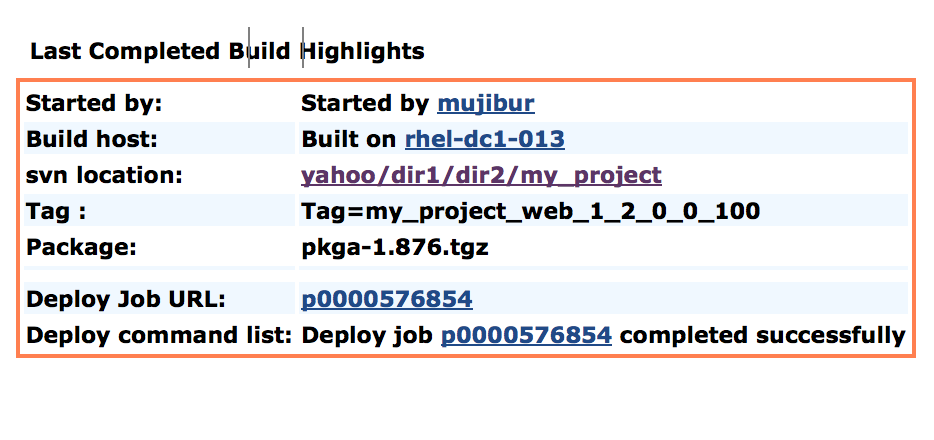 Last Completed Build Highlights
Started by: Started by mujibur
Build host: Built on rhel-dc1-013
svn location: yahoo/dir1/dir2/my_project
Tag : Tag=my_project_web_1_2_0_0_100
Package: pkga-1.876.tgz
Deploy Job URL: p0000576854
Deploy command list: Deploy job p0000576854 completed successfully